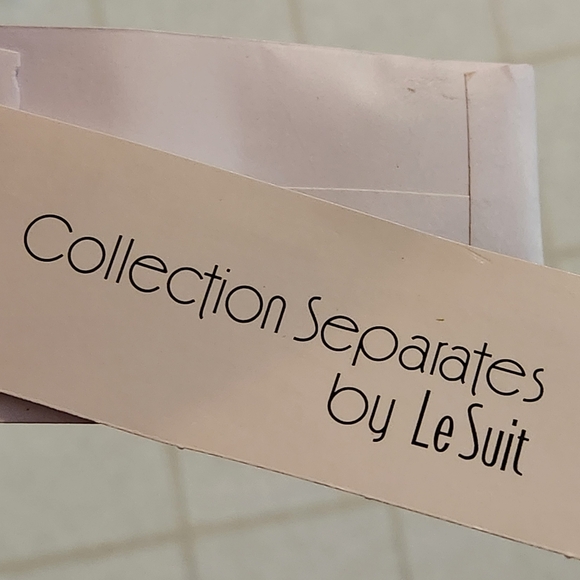 Collection Separates
by Le Suit